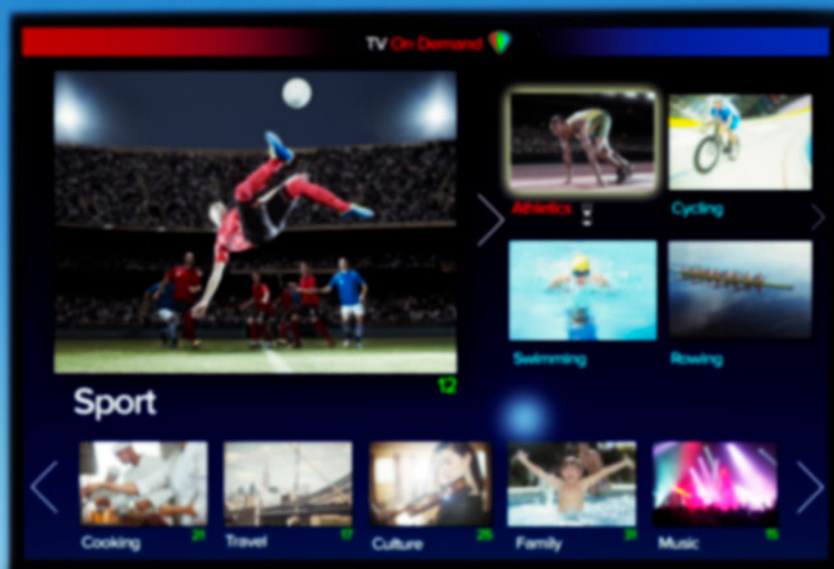 TV On Demand
Athletics
Cycling
Swimming
Rowing
12
Sport
21
17
Cooking
Travel
Culture
Family
Music